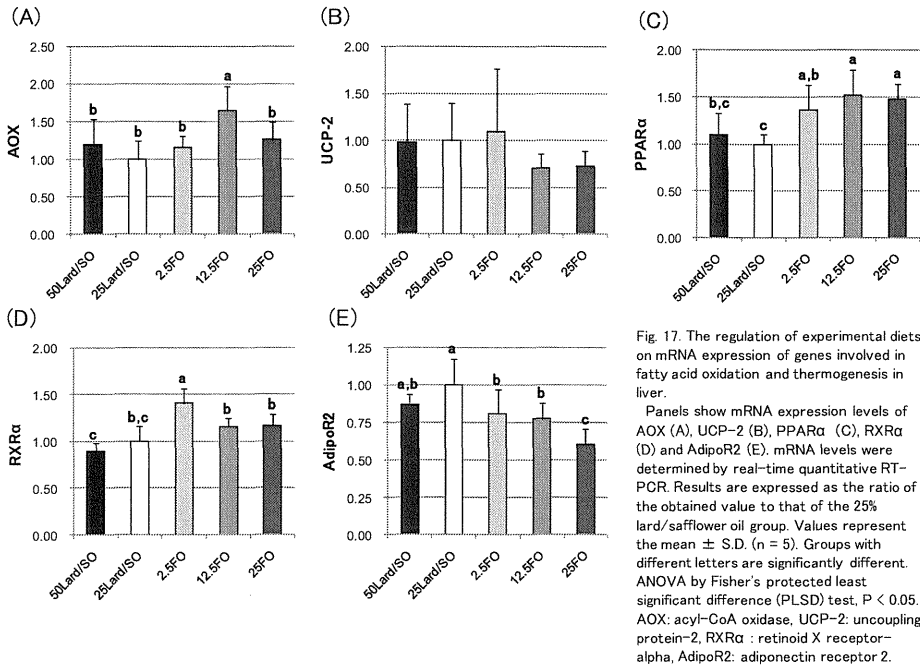 (A)
AOX
2.50
2.00
1.50
1.00
0.50
0.00
b
b
b
a
b
50Lard/SO
25Lard/SO
2.5FO
12.5FO
25FO
(B)
UCP-2
2.00
1.50
1.00
0.50
0.00
50Lard/SO
25Lard/SO
2.5FO
12.5FO
25FO
(C)
PPARα
2.00
1.50
1.00
0.50
0.00
b,c
c
a,b
a
a
50Lard/SO
25Lard/SO
2.5FO
12.5FO
25FO
(D)
RXRα
2.00
1.50
1.00
0.50
0.00
c
b,c
a
b
b
50Lard/SO
25Lard/SO
2.5FO
12.5FO
25FO
(E)
AdipoR2
1.25
1.00
0.75
0.50
0.25
0.00
a,b
a
b
b
c
50Lard/SO
25Lard/SO
2.5FO
12.5FO
25FO
Fig. 17. The regulation of experimental diets
on mRNA expression of genes involved in
fatty acid oxidation and thermogenesis in
liver.
Panels show mRNA expression levels of
AOX (A), UCP-2 (B), PPARα (C), RXRα
(D) and AdipoR2 (E). mRNA levels were
determined by real-time quantitative RT-
PCR. Results are expressed as the ratio of
the obtained value to that of the 25%
lard/safflower oil group. Values represent
the mean ± S.D. (n = 5). Groups with
different letters are significantly different.
ANOVA by Fisher's protected least
significant difference (PLSD) test, P < 0.05.
AOX: acyl-CoA oxidase, UCP-2: uncoupling
protein-2, RXRα : retinoid X receptor-
alpha, AdipoR2: adiponectin receptor 2.